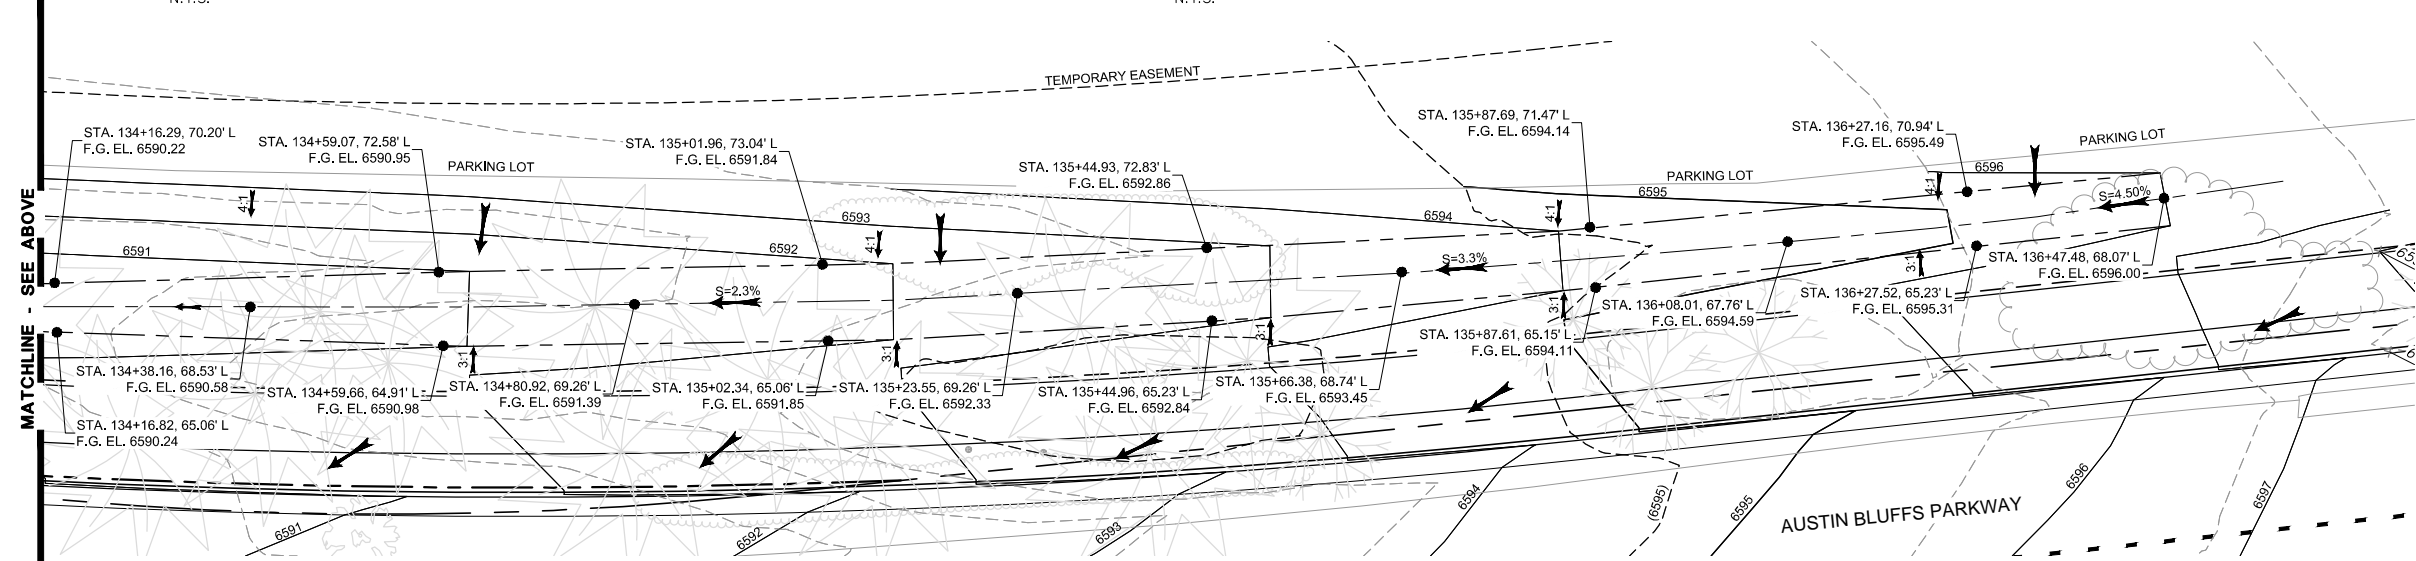 N.T.S.
N.T.S.
TEMPORARY EASEMENT
STA. 134+16.29, 70.20' L
F.G. EL. 6590.22
STA. 134+59.07, 72.58' L
F.G. EL. 6590.95
STA. 135+01.96, 73.04' L
F.G. EL. 6591.84
STA. 135+44.93, 72.83' L
F.G. EL. 6592.86
STA. 135+87.69, 71.47' L
F.G. EL. 6594.14
STA. 136+27.16, 70.94' L
F.G. EL. 6595.49
PARKING LOT
PARKING LOT
PARKING LOT
MATCHLINE - SEE ABOVE
4:1
4:1
4:1
4:1
6591
6592
6593
6594
6595
6596
S=2.3%
S=3.3%
S=4.50%
3:1
3:1
3:1
3:1
3:1
STA. 136+47.48, 68.07' L
F.G. EL. 6596.00
STA. 136+27.52, 65.23' L
F.G. EL. 6595.31
STA. 136+08.01, 67.76' L
F.G. EL. 6594.59
STA. 135+87.61, 65.15' L
F.G. EL. 6594.11
STA. 134+38.16, 68.53' L
F.G. EL. 6590.58
STA. 134+59.66, 64.91' L
F.G. EL. 6590.98
STA. 134+80.92, 69.26' L
F.G. EL. 6591.39
STA. 135+02.34, 65.06' L
F.G. EL. 6591.85
STA. 135+23.55, 69.26' L
F.G. EL. 6592.33
STA. 135+44.96, 65.23' L
F.G. EL. 6592.84
STA. 135+66.38, 68.74' L
F.G. EL. 6593.45
STA. 134+16.82, 65.06' L
F.G. EL. 6590.24
6591
6592
6593
6594
(6595)
6595
6596
6597
AUSTIN BLUFFS PARKWAY